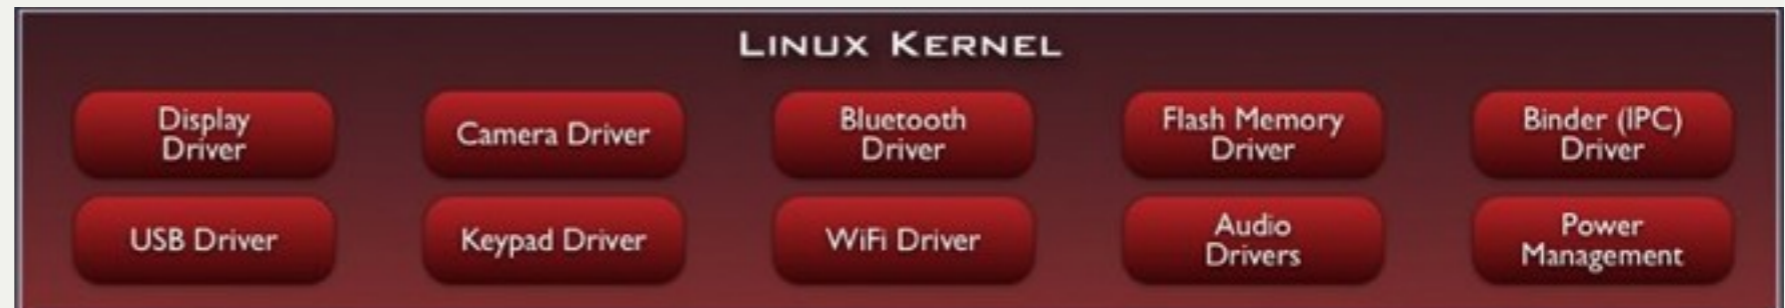 LINUX KERNEL
Display
Driver
Camera Driver
Bluetooth
Driver
Flash Memory
Driver
Binder (IPC)
Driver
USB Driver
Keypad Driver
WiFi Driver
Audio
Drivers
Power
Management